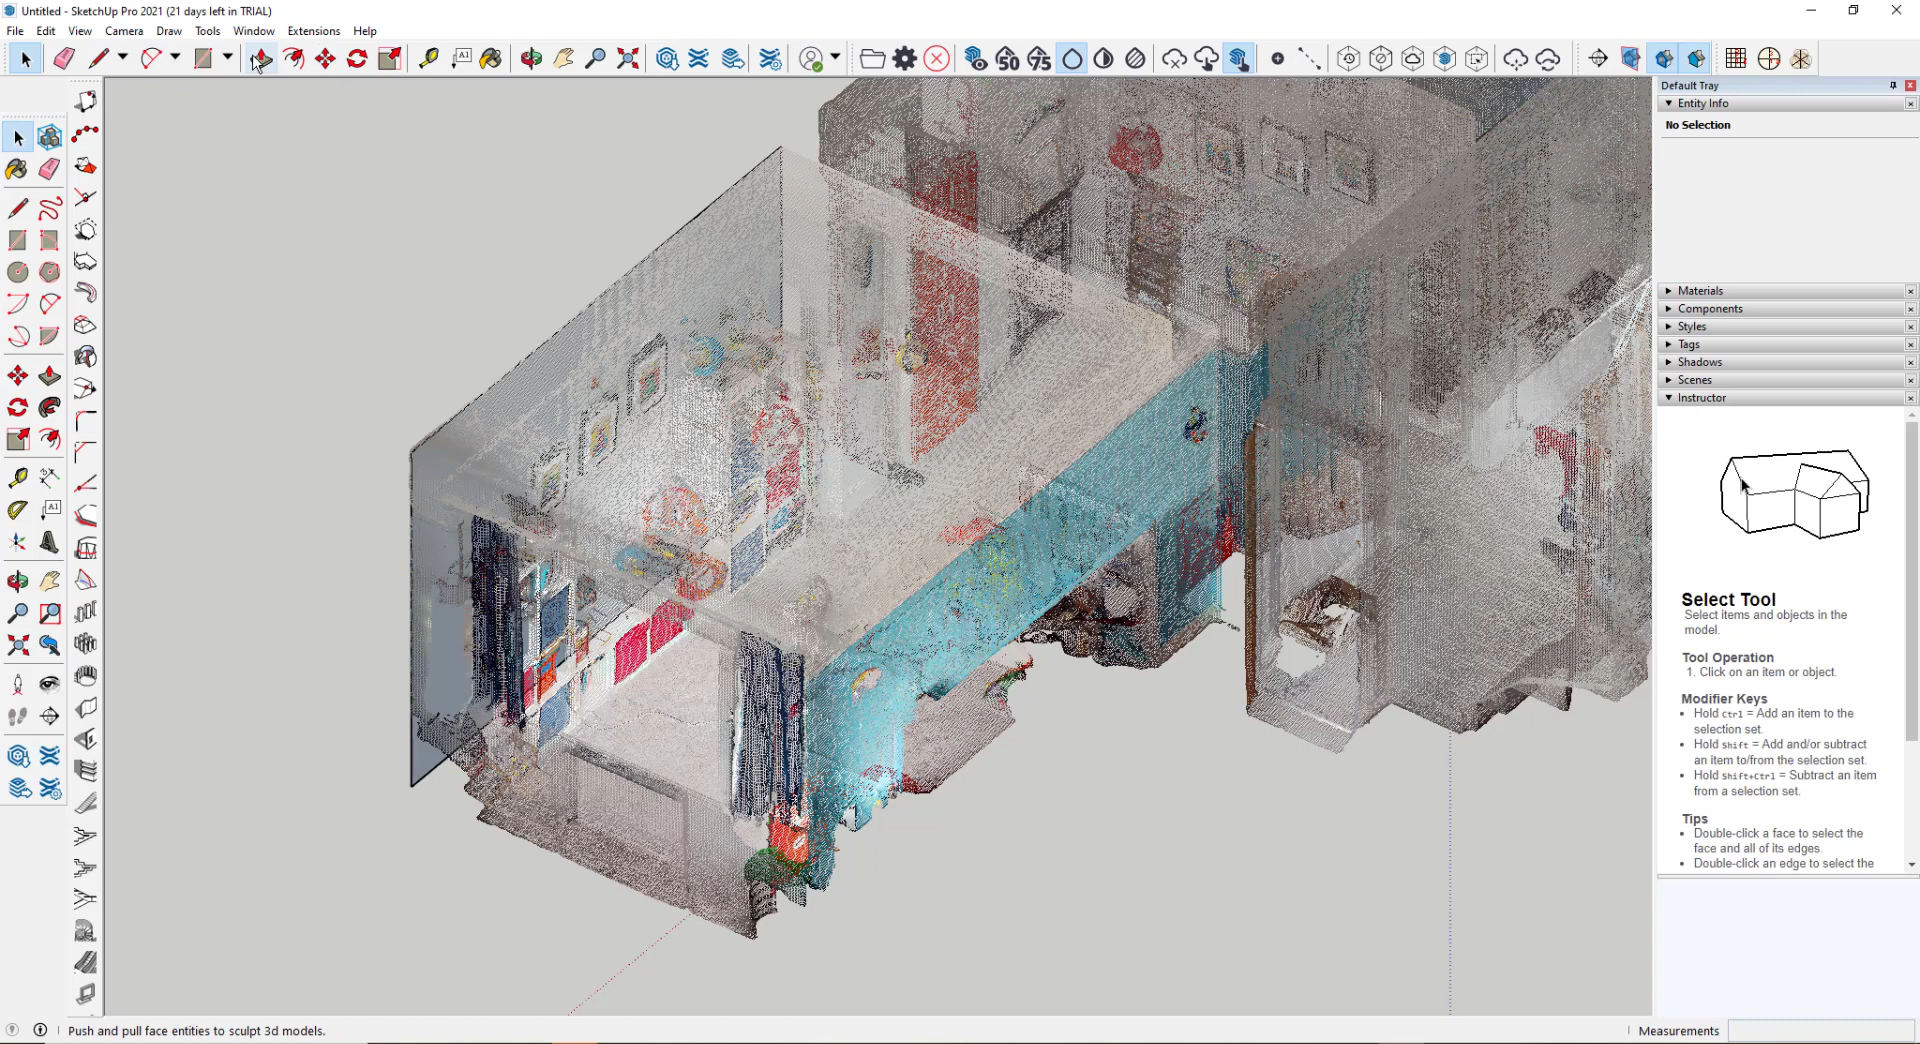 Untitled - SketchUp Pro 2021 (21 days left in TRIAL)
File Edit View Camera Draw Tools Window Extensions Help
A1
50
75
Default Tray
Entity Info
No Selection
Materials
Components
Styles
Tags
Shadows
Scenes
Instructor
A1
Select Tool
Select items and objects in the
model.
Tool Operation
1. Click on an item or object.
Modifier Keys
• Hold Ctrl = Add an item to the
selection set.
• Hold Shift = Add and/or subtract
an item to/from the selection set.
• Hold Shift+Ctrl = Subtract an item
from a selection set.
Tips
• Double-click a face to select the
face and all of its edges.
• Double-click an edge to select the
Push and pull face entities to sculpt 3d models.
Measurements